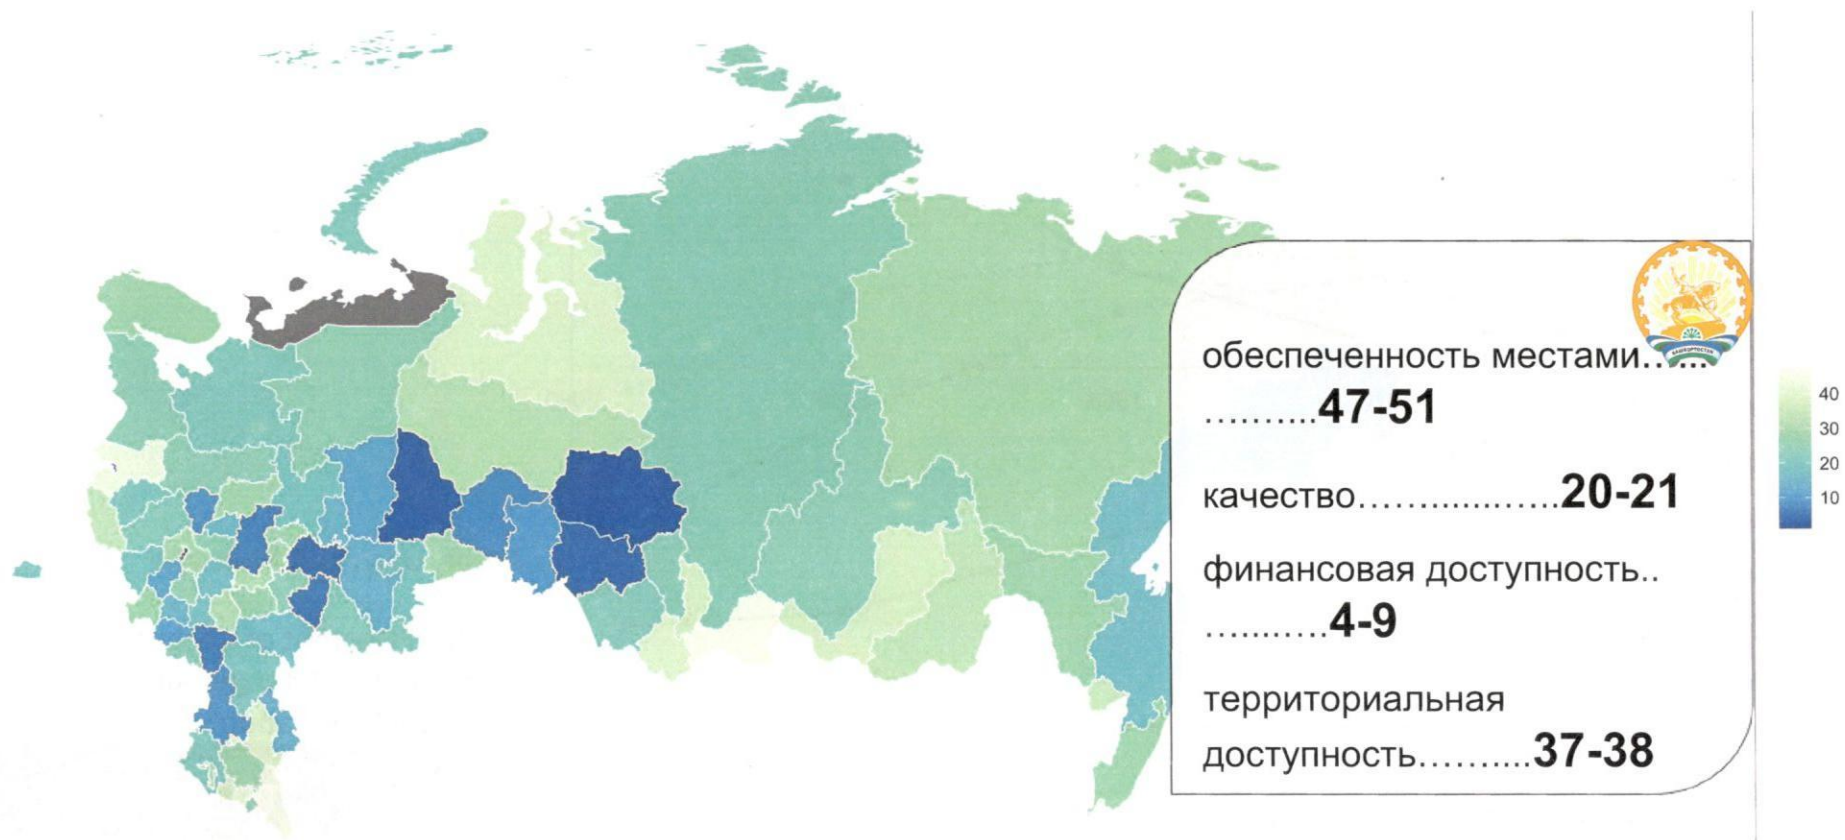 обеспеченность местами……
……….47-51
качество………............20-21
финансовая доступность..
…........4-9
территориальная
доступность………..37-38
БАШКОРТОСТАН
40
30
20
10